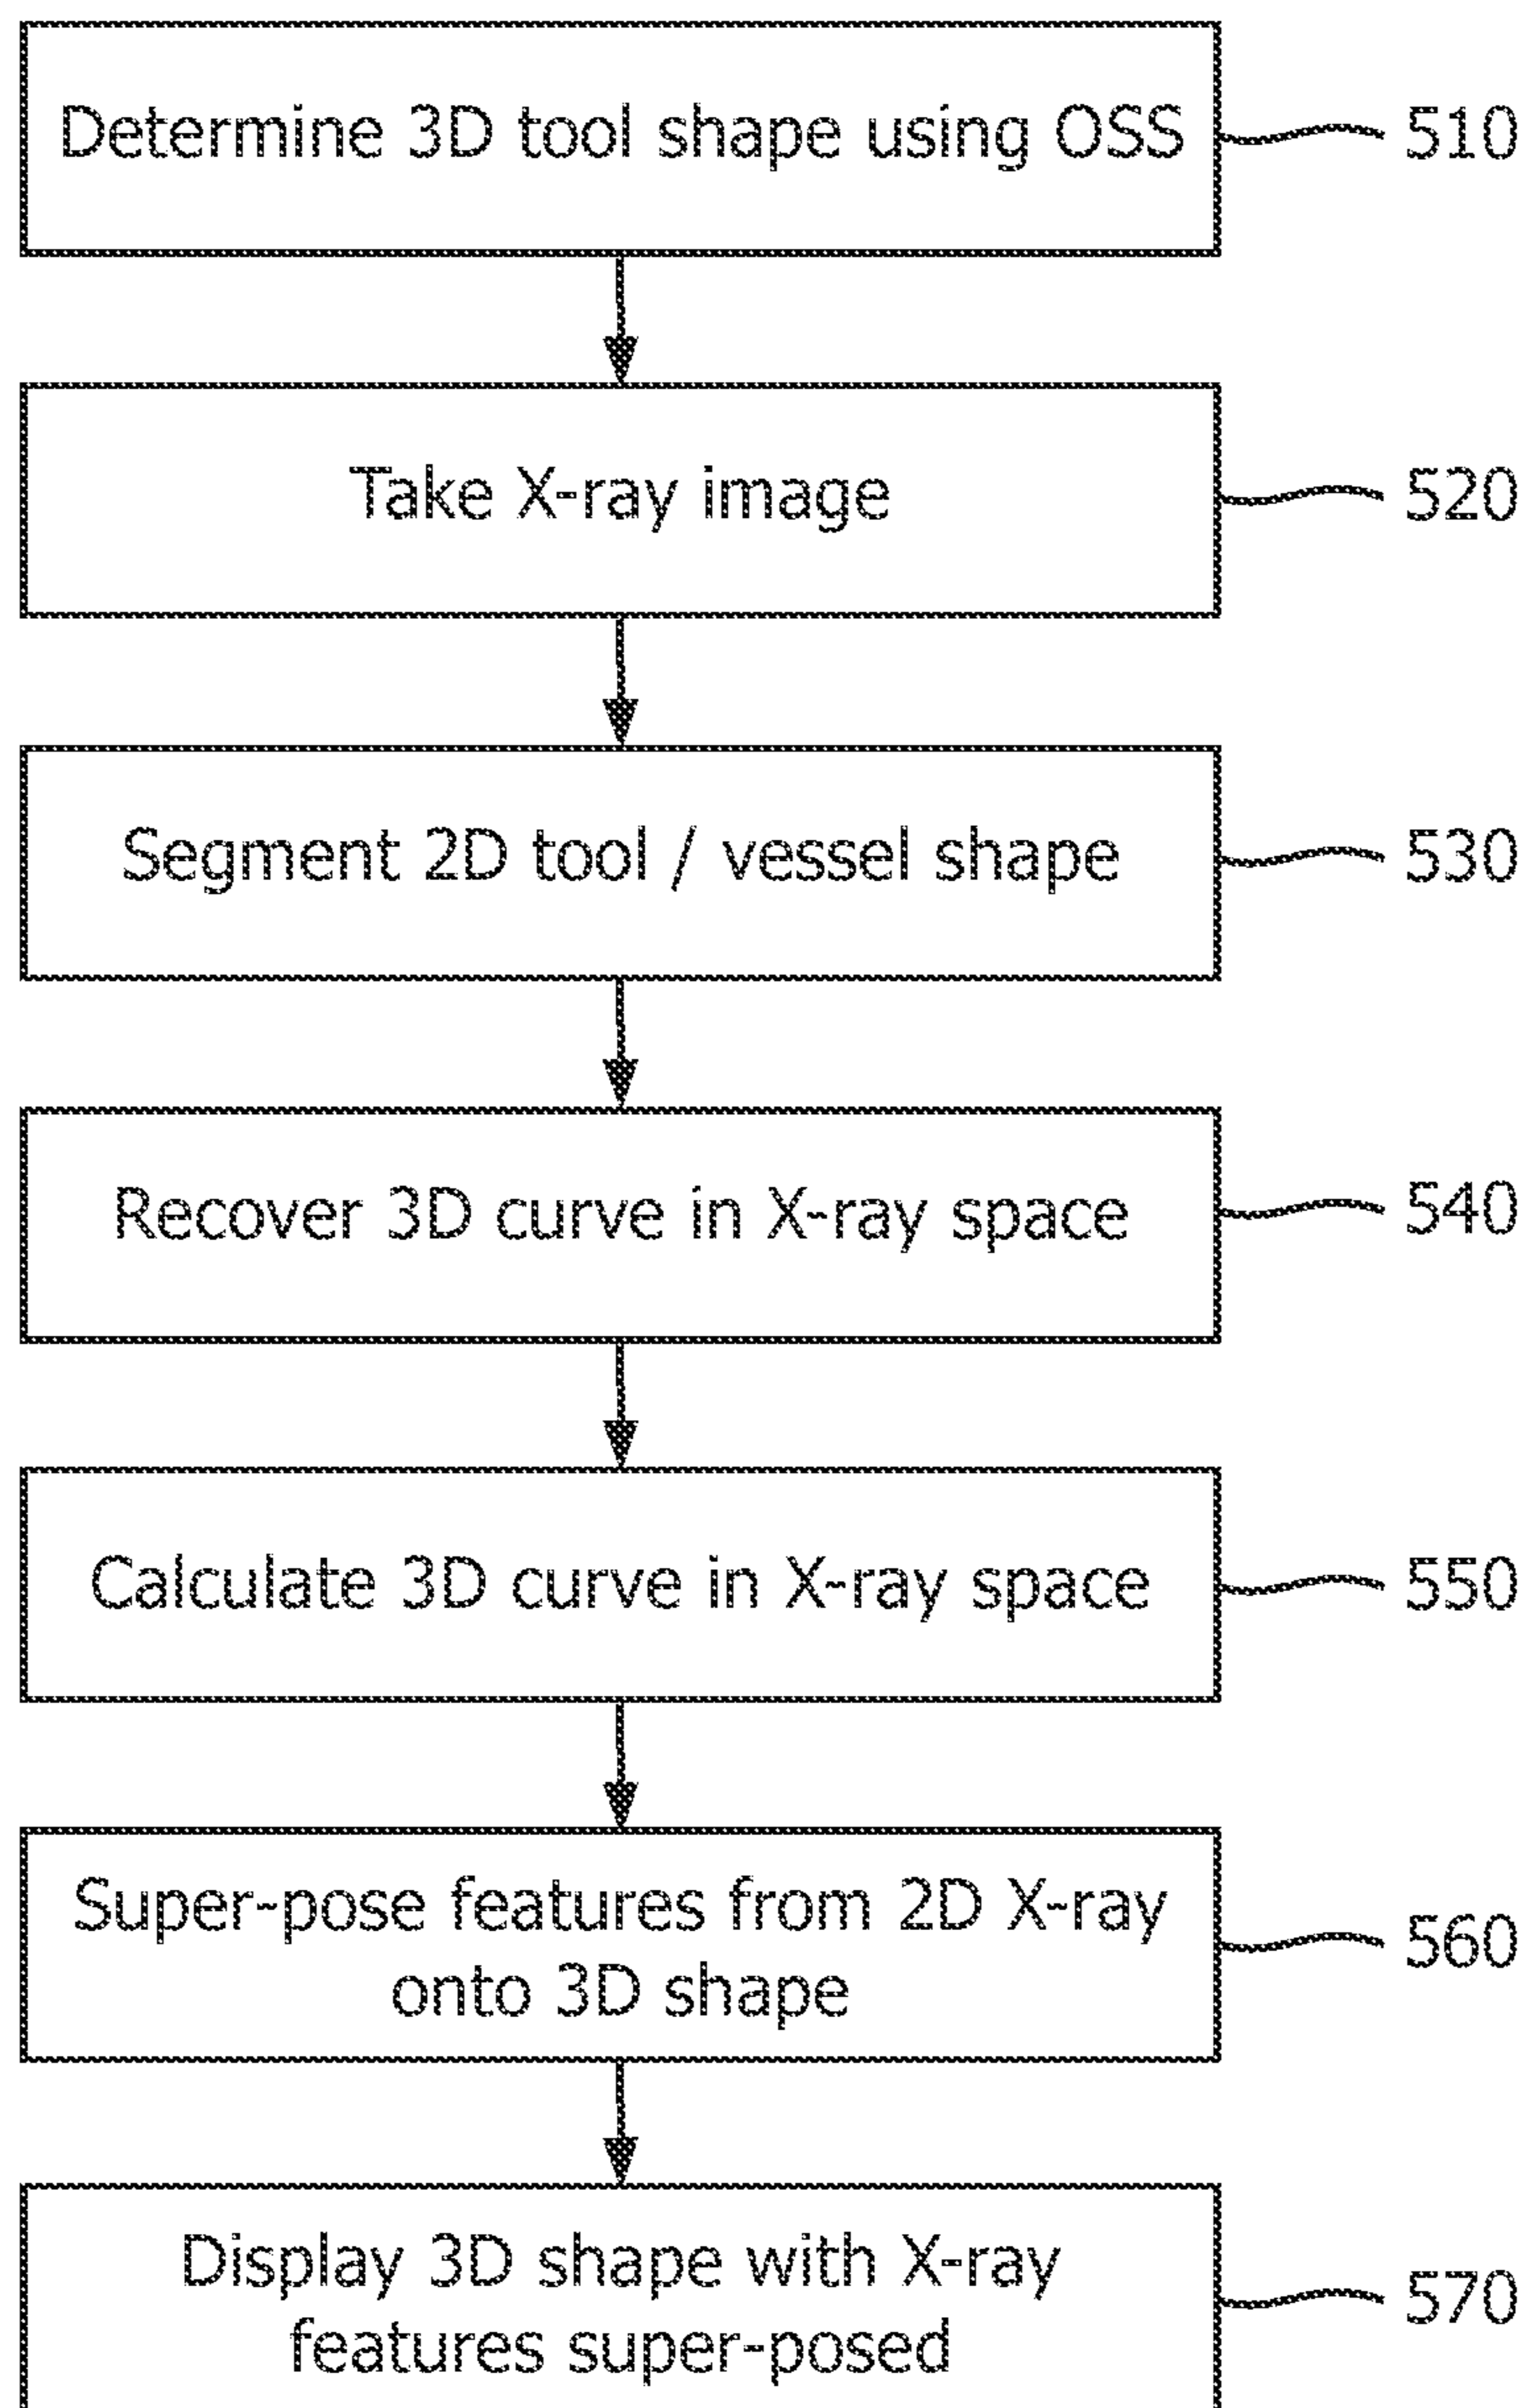 Determine 3D tool shape using OSS
510
Take X-ray image
520
Segment 2D tool / vessel shape
530
Recover 3D curve in X-ray space
540
Calculate 3D curve in X-ray space
550
Super-pose features from 2D X-ray
onto 3D shape
560
Display 3D shape with X-ray
features super-posed
570